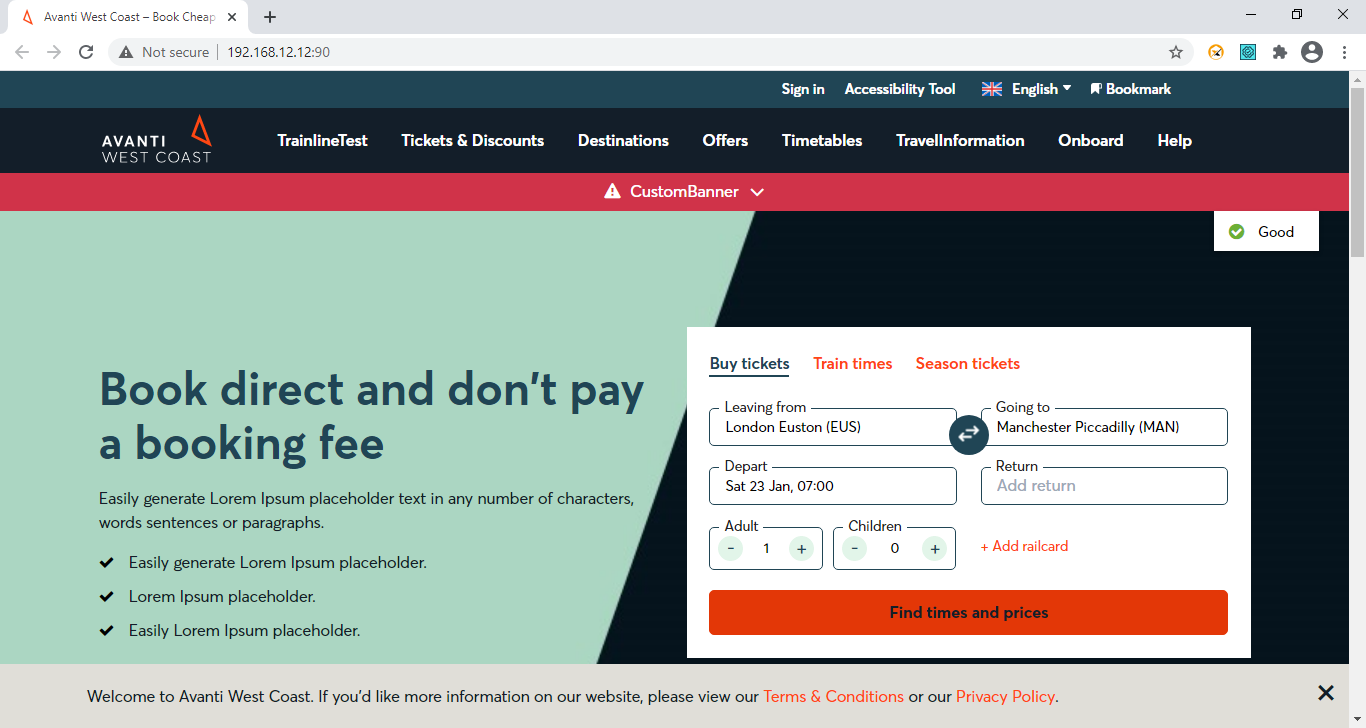 Avanti West Coast – Book Cheap
Not secure 192.168.12.12:90
Sign in Accessibility Tool English Bookmark
AVANTI
WEST COAST
TrainlineTest Tickets & Discounts Destinations Offers Timetables TravelInformation Onboard Help
CustomBanner
Good
Book direct and don't pay
a booking fee
Easily generate Lorem Ipsum placeholder text in any number of characters,
words sentences or paragraphs.
Easily generate Lorem Ipsum placeholder.
Lorem Ipsum placeholder.
Easily Lorem Ipsum placeholder.
Buy tickets Train times Season tickets
Leaving from Going to
London Euston (EUS) Manchester Piccadilly (MAN)
Depart Return
Sat 23 Jan, 07:00 Add return
Adult Children
- 1 + - 0 + + Add railcard
Find times and prices
Welcome to Avanti West Coast. If you'd like more information on our website, please view our Terms & Conditions or our Privacy Policy.